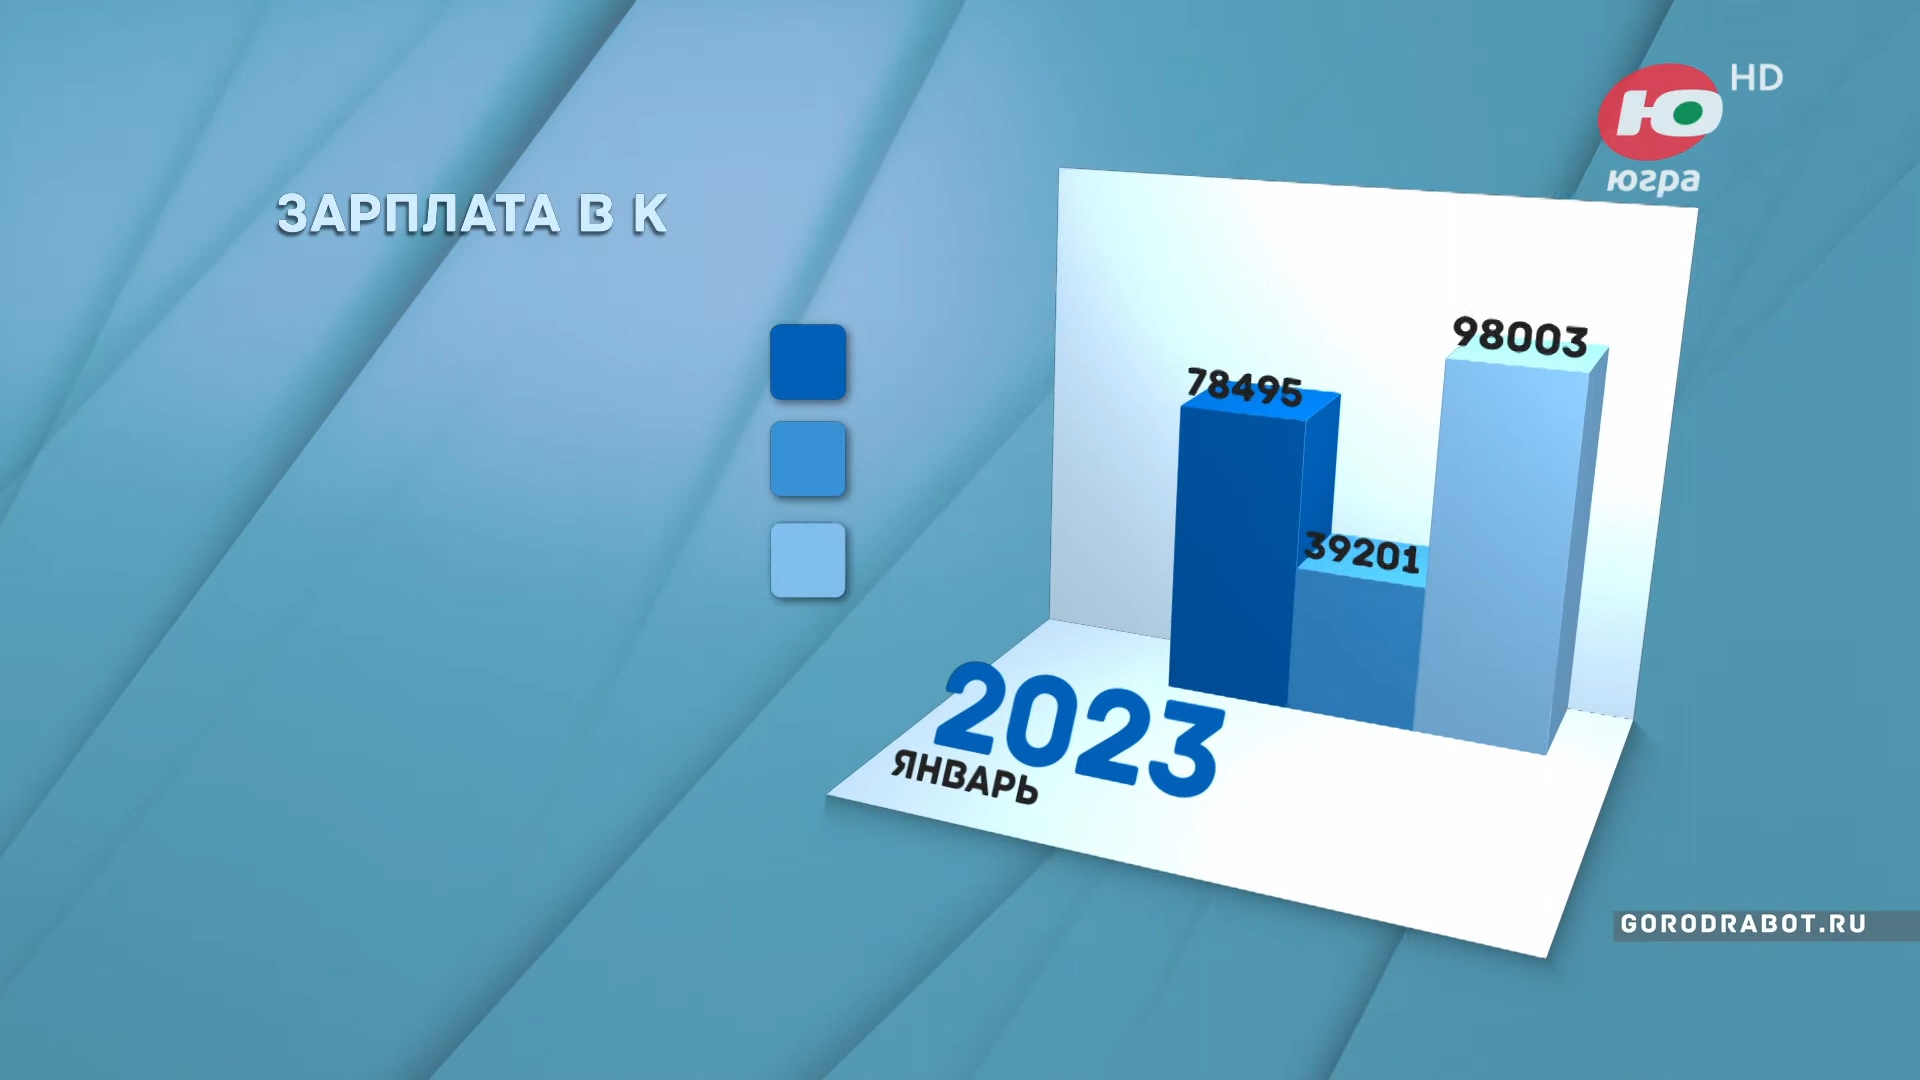 HD
Ю
югра
ЗАРПЛАТА В К
98003
78495
39201
2023
ЯНВАРЬ
GORODRABOT.RU